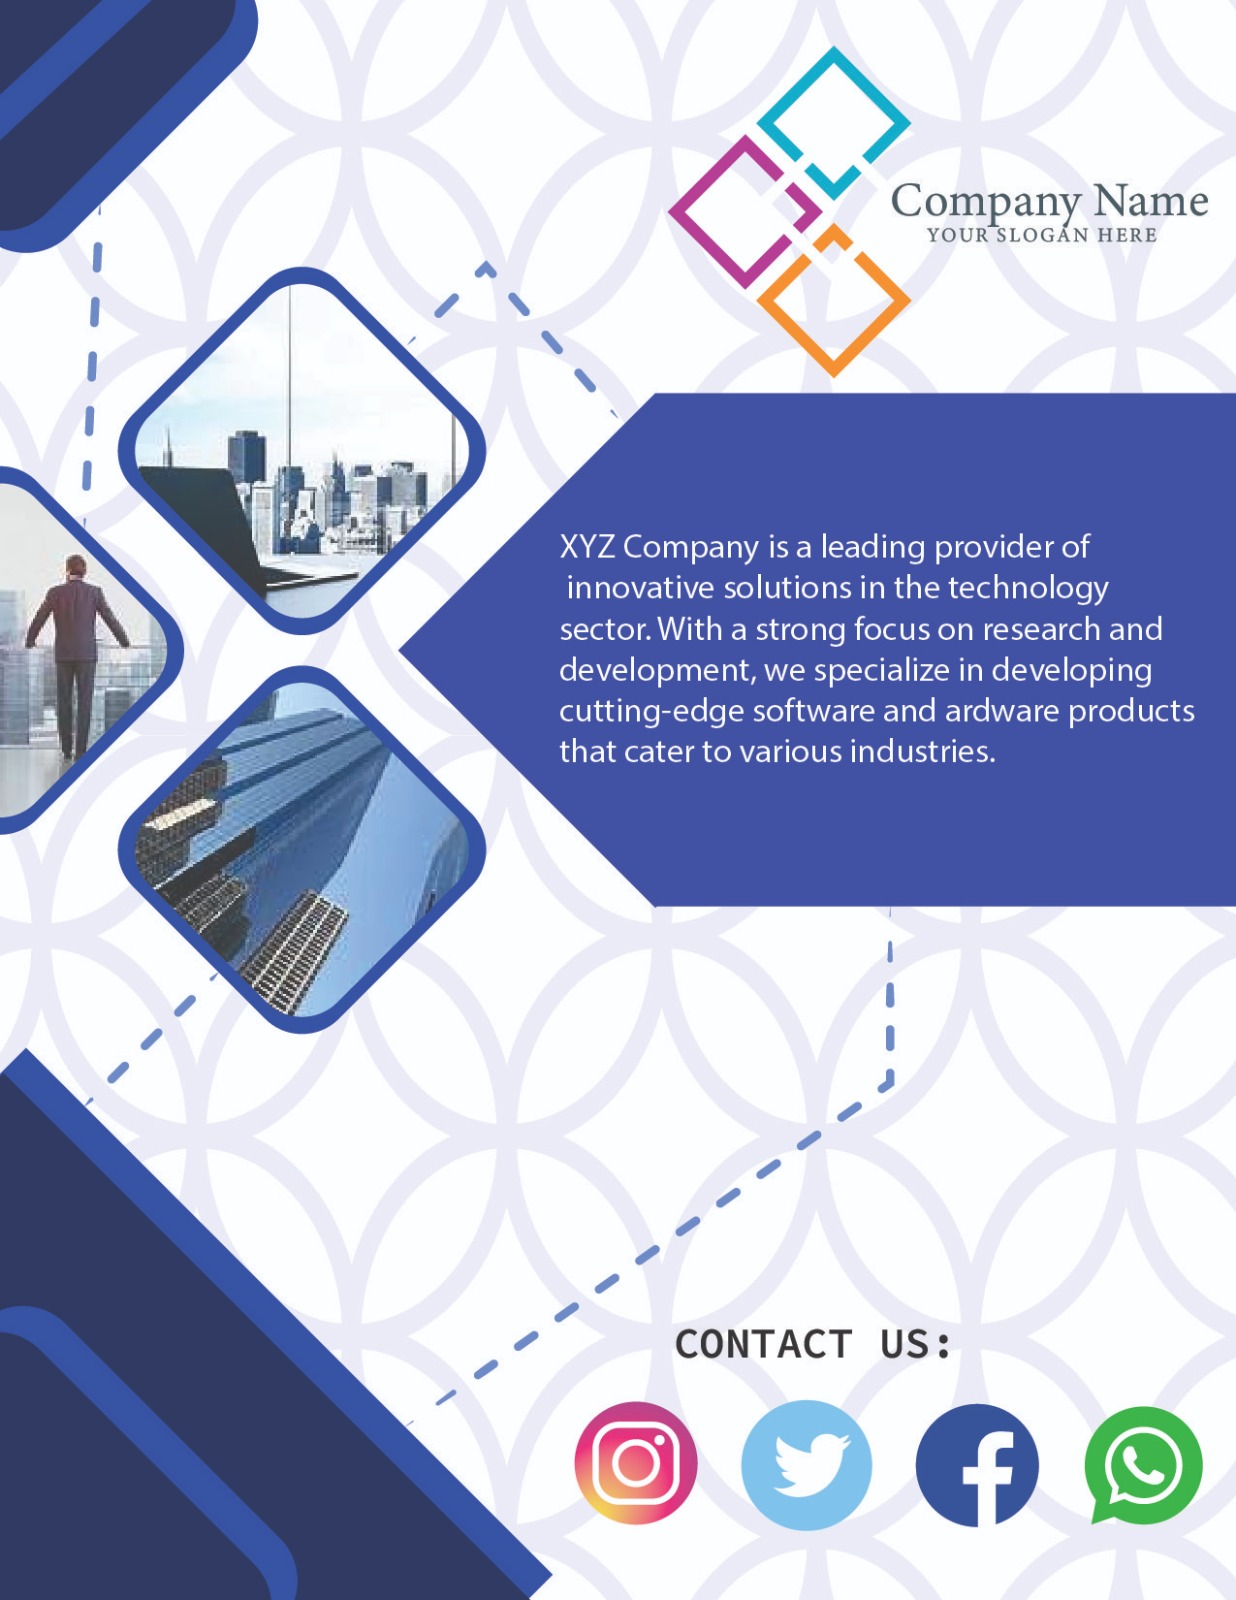 Company Name
YOUR SLOGAN HERE
XYZ Company is a leading provider of
innovative solutions in the technology
sector. With a strong focus on research and
development, we specialize in developing
cutting-edge software and ardware products
that cater to various industries.
CONTACT US: